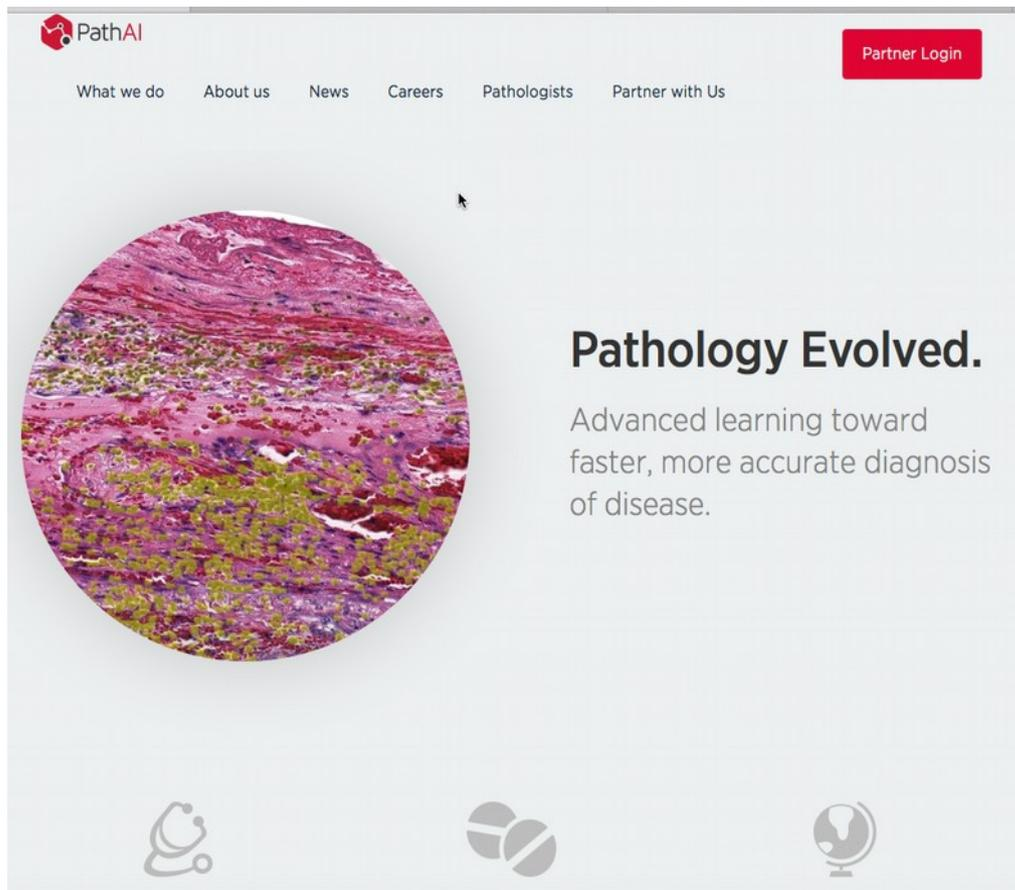 PathAI
Partner Login
What we do About us News Careers Pathologists Partner with Us
Pathology Evolved.
Advanced learning toward
faster, more accurate diagnosis
of disease.